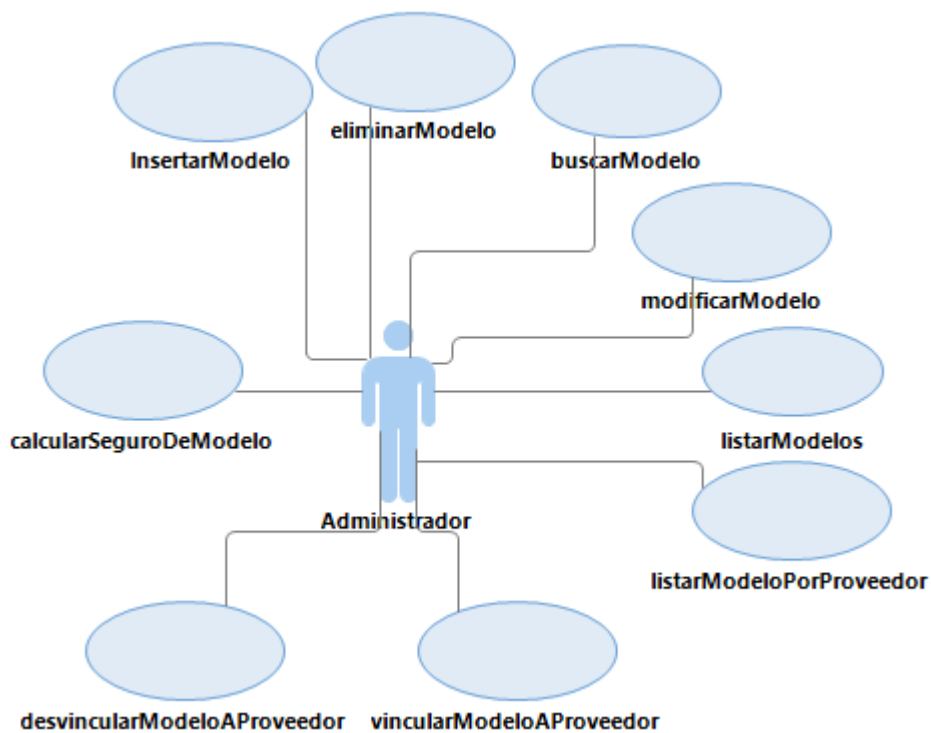 eliminarModelo
InsertarModelo
buscarModelo
modificarModelo
calcularSeguroDeModelo
listarModelos
Administrador
listarModeloPorProveedor
desvincularModeloAProveedor
vincularModeloAProveedor